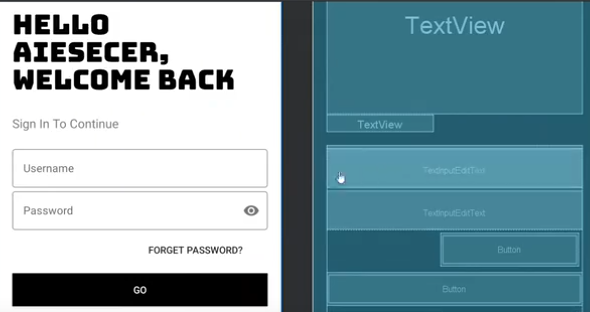 HELLO
AIESECER,
WELCOME BACK
Sign In To Continue
Username
Password
FORGET PASSWORD?
GO
TextView
TextView
TextInputEditText
TextInputEditText
Button
Button